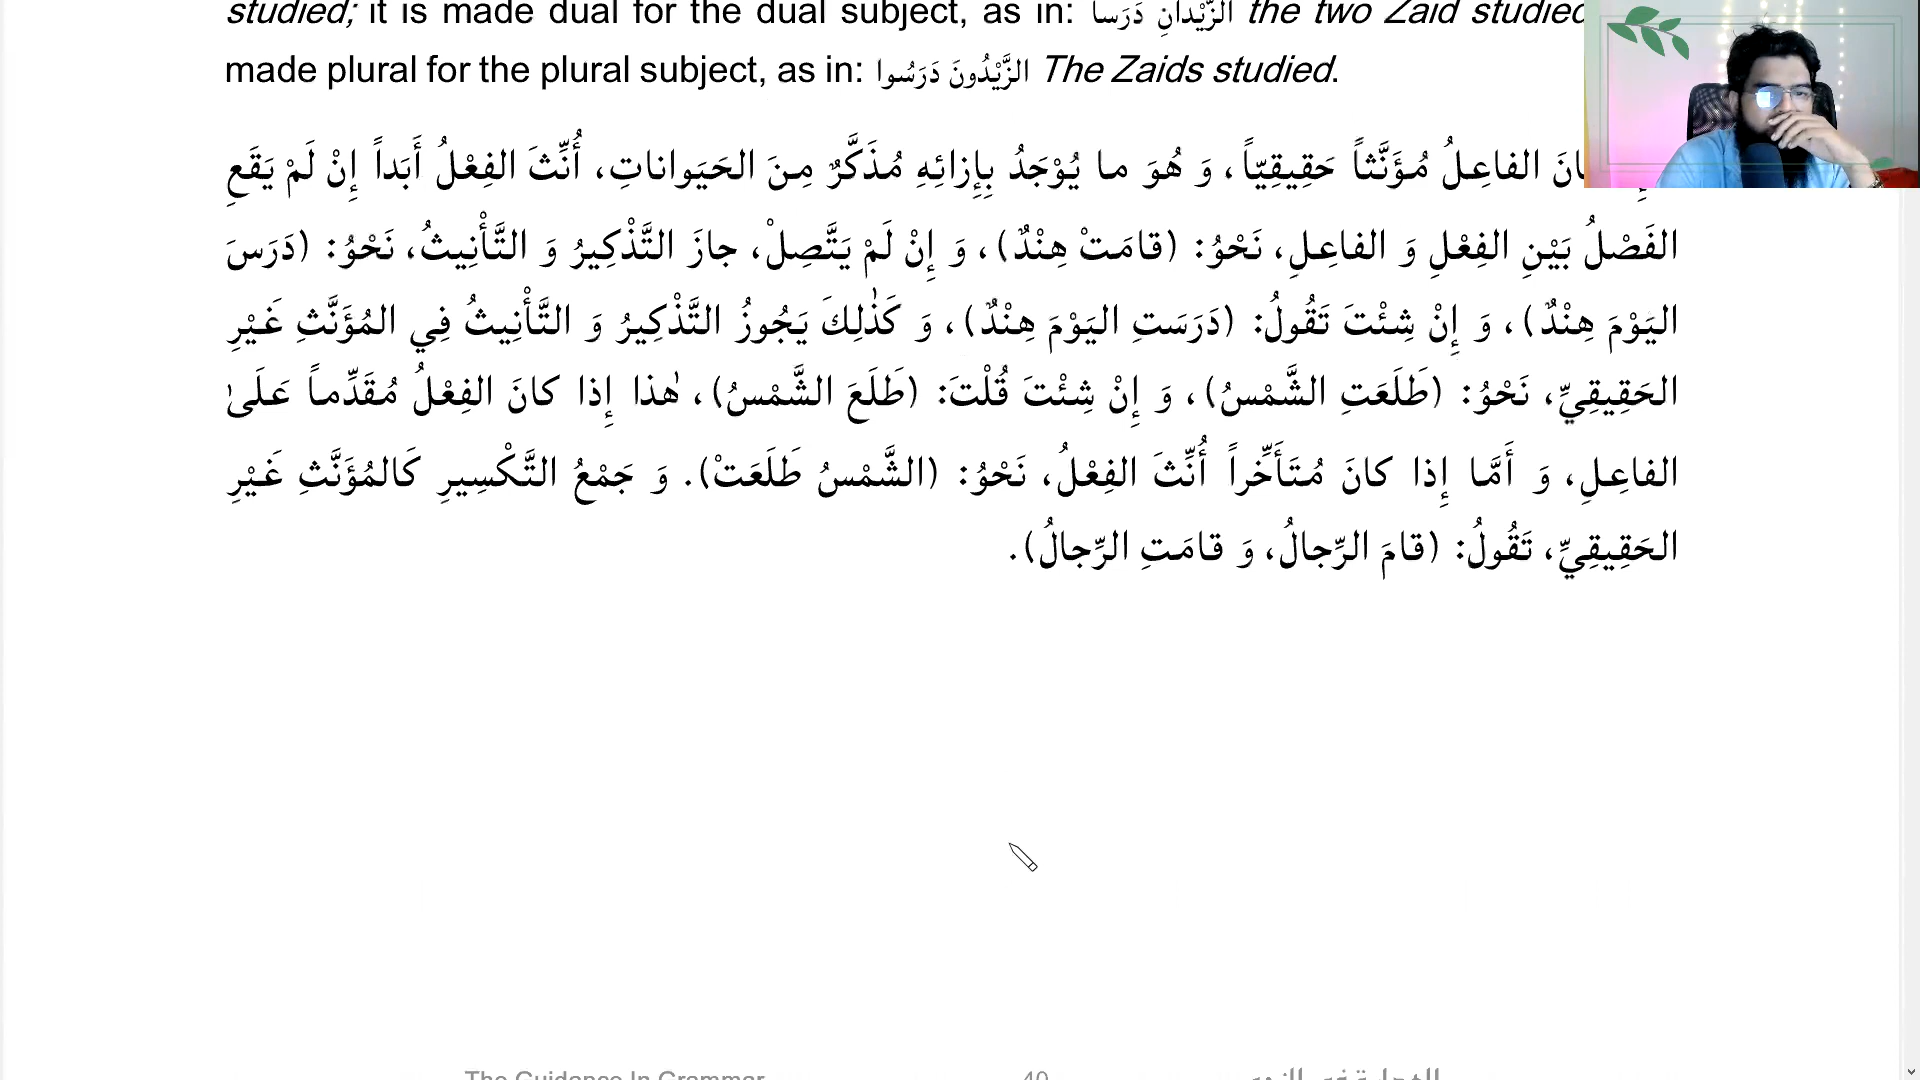 studied; it is made dual for the dual subject, as in: الزَّيْدانِ دَرَسا the two Zaid studied
made plural for the plural subject, as in: الزَّيْدُونَ دَرَسُوا The Zaids studied.
الفاعِلُ مُؤَنَّثاً حَقِيقِيّاً، وَ هُوَ ما يُوْجَدُ بِإِزائِهِ مُذَكَّرٌ مِنَ الحَيَواناتِ، أُنِّثَ الفِعْلُ أَبَداً إِنْ لَمْ يَقَعِ
الفَصْلُ بَيْنِ الفِعْلِ وَ الفاعِلِ، نَحْوُ: (قامَتْ هِنْدٌ)، وَ إِنْ لَمْ يَتَّصِلْ، جازَ التَّذْكِيرُ وَ التَّأْنِيثُ، نَحْوُ: (دَرَسَ
اليَوْمَ هِنْدٌ)، وَ إِنْ شِئْتَ تَقُولُ: (دَرَسَتِ اليَوْمَ هِنْدٌ)، وَ كَذٰلِكَ يَجُوزُ التَّذْكِيرُ وَ التَّأْنِيثُ فِي المُؤَنَّثِ غَيْرِ
الحَقِيقِيِّ، نَحْوُ: (طَلَعَتِ الشَّمْسُ)، وَ إِنْ شِئْتَ قُلْتَ: (طَلَعَ الشَّمْسُ)، هٰذا إِذا كانَ الفِعْلُ مُقَدِّماً عَلَىٰ
الفاعِلِ، وَ أَمَّا إِذا كانَ مُتَأَخِّراً أُنِّثَ الفِعْلُ، نَحْوُ: (الشَّمْسُ طَلَعَتْ). وَ جَمْعُ التَّكْسِيرِ كَالمُؤَنَّثِ غَيْرِ
الحَقِيقِيِّ، تَقُولُ: (قامَ الرِّجالُ، وَ قامَتِ الرِّجالُ).
The Guidance In Grammar 40